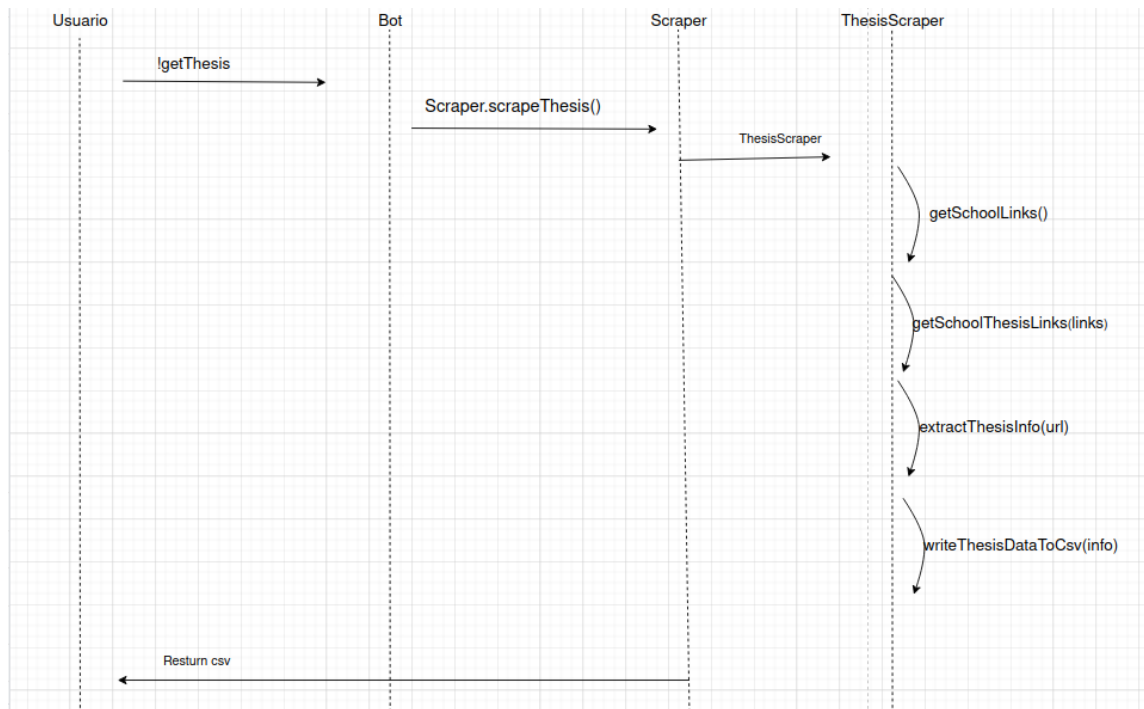 Usuario
Bot
Scraper
ThesisScraper
!getThesis
Scraper.scrapeThesis()
ThesisScraper
getSchoolLinks()
getSchoolThesisLinks(links)
extractThesisInfo(url)
writeThesisDataToCsv(info)
Resturn csv